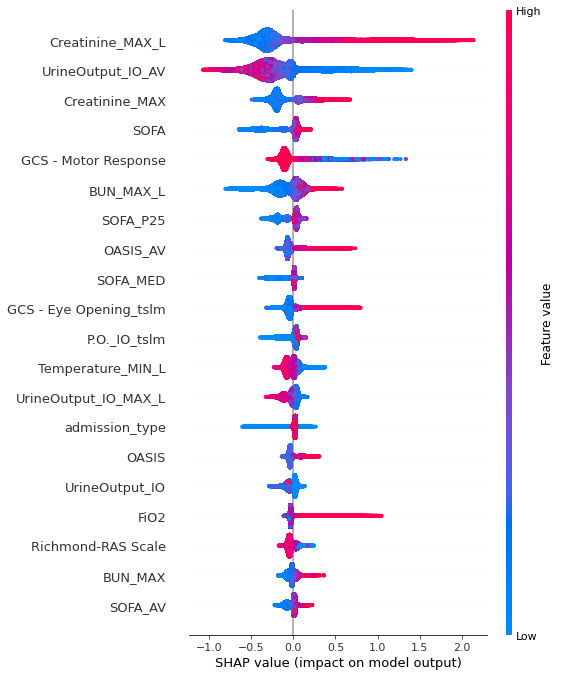 High
Creatinine_MAX_L
UrineOutput_IO_AV
Creatinine_MAX
SOFA
GCS - Motor Response
BUN_MAX_L
SOFA_P25
OASIS_AV
SOFA_MED
GCS - Eye Opening_tslm
P.O._IO_tslm
Temperature_MIN_L
UrineOutput_IO_MAX_L
admission_type
OASIS
UrineOutput_IO
FiO2
Richmond-RAS Scale
BUN_MAX
SOFA_AV
Feature value
Low
−1.0 −0.5 0.0 0.5 1.0 1.5 2.0
SHAP value (impact on model output)